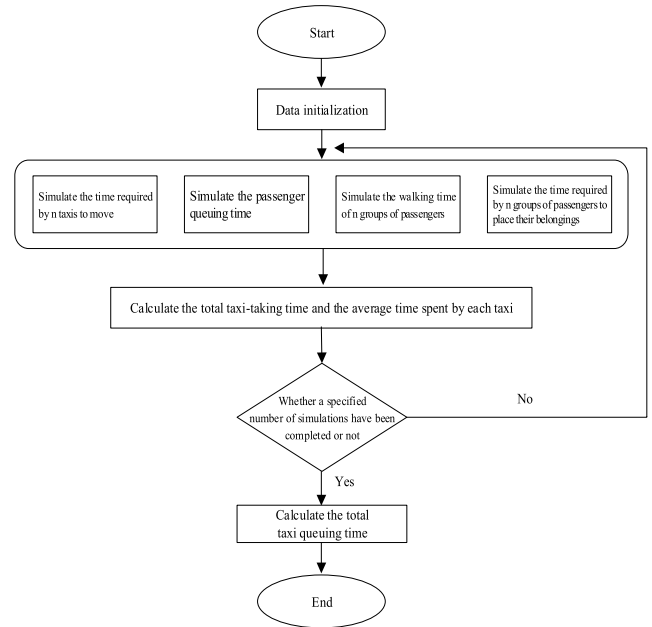 Start
Data initialization
Simulate the time required
by n taxis to move
Simulate the passenger
queuing time
Simulate the walking time
of n groups of passengers
Simulate the time required
by n groups of passengers to
place their belongings
Calculate the total taxi-taking time and the average time spent by each taxi
Whether a specified
number of simulations have been
completed or not
No
Yes
Calculate the total
taxi queuing time
End